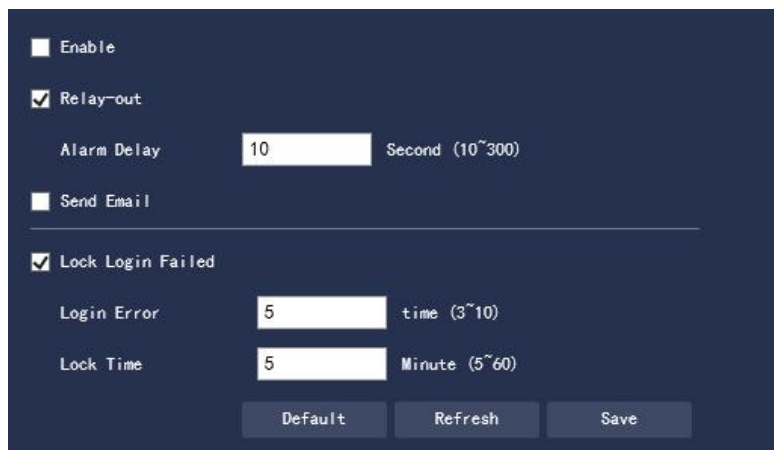 Enable
Relay-out
Alarm Delay 10 Second (10~300)
Send Email
Lock Login Failed
Login Error 5 time (3~10)
Lock Time 5 Minute (5~60)
Default Refresh Save